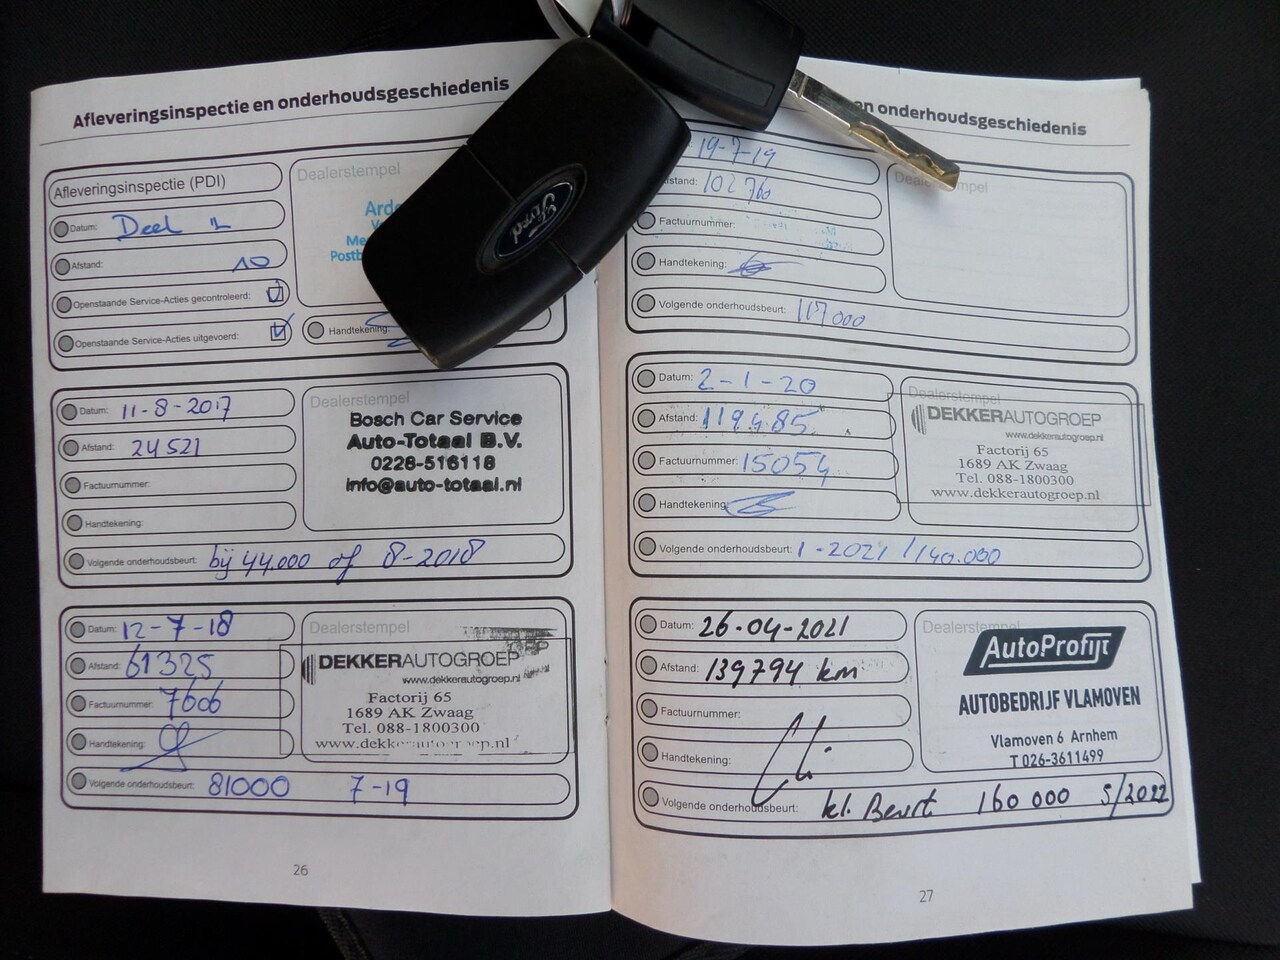 Afleveringsinspectie en onderhoudsgeschiedenis
Afleveringsinspectie (PDI)
Datum: Deel
Afstand: 10
Openstaande Service-Acties gecontroleerd:
Openstaande Service-Acties uitgevoerd:
Dealerstempel
Handtekening:
Datum: 11-8-2017
Afstand: 24521
Factuurnummer:
Handtekening:
Volgende onderhoudsbeurt: bij 44.000 of 8-2018
Dealerstempel
Bosch Car Service
Auto-Totaal B.V.
0228-516118
info@auto-totaal.nl
Datum: 12-7-18
Afstand: 61325
Factuurnummer: 7606
Handtekening:
Volgende onderhoudsbeurt: 81000 7-19
Dealerstempel
DEKKERAUTOGROEP
www.dekkerautogroep.nl
Factorij 65
1689 AK Zwaag
Tel. 088-1800300
www.dekkerautogroep.nl
26
Ford
en onderhoudsgeschiedenis
19-7-19
Factuurnummer:
Handtekening:
Volgende onderhoudsbeurt: 117000
Dealerstempel
Datum: 2-1-20
Afstand: 119485
Factuurnummer: 15054
Handtekening:
Volgende onderhoudsbeurt: 1-2021 / 140.000
Dealerstempel
DEKKERAUTOGROEP
www.dekkerautogroep.nl
Factorij 65
1689 AK Zwaag
Tel. 088-1800300
www.dekkerautogroep.nl
Datum: 26-04-2021
Afstand: 139794 km
Factuurnummer:
Handtekening:
Volgende onderhoudsbeurt: kl. Beurt 160 000 5/2022
Dealerstempel
AutoProfijt
AUTOBEDRIJF VLAMOVEN
Vlamoven 6 Arnhem
T 026-3611499
27